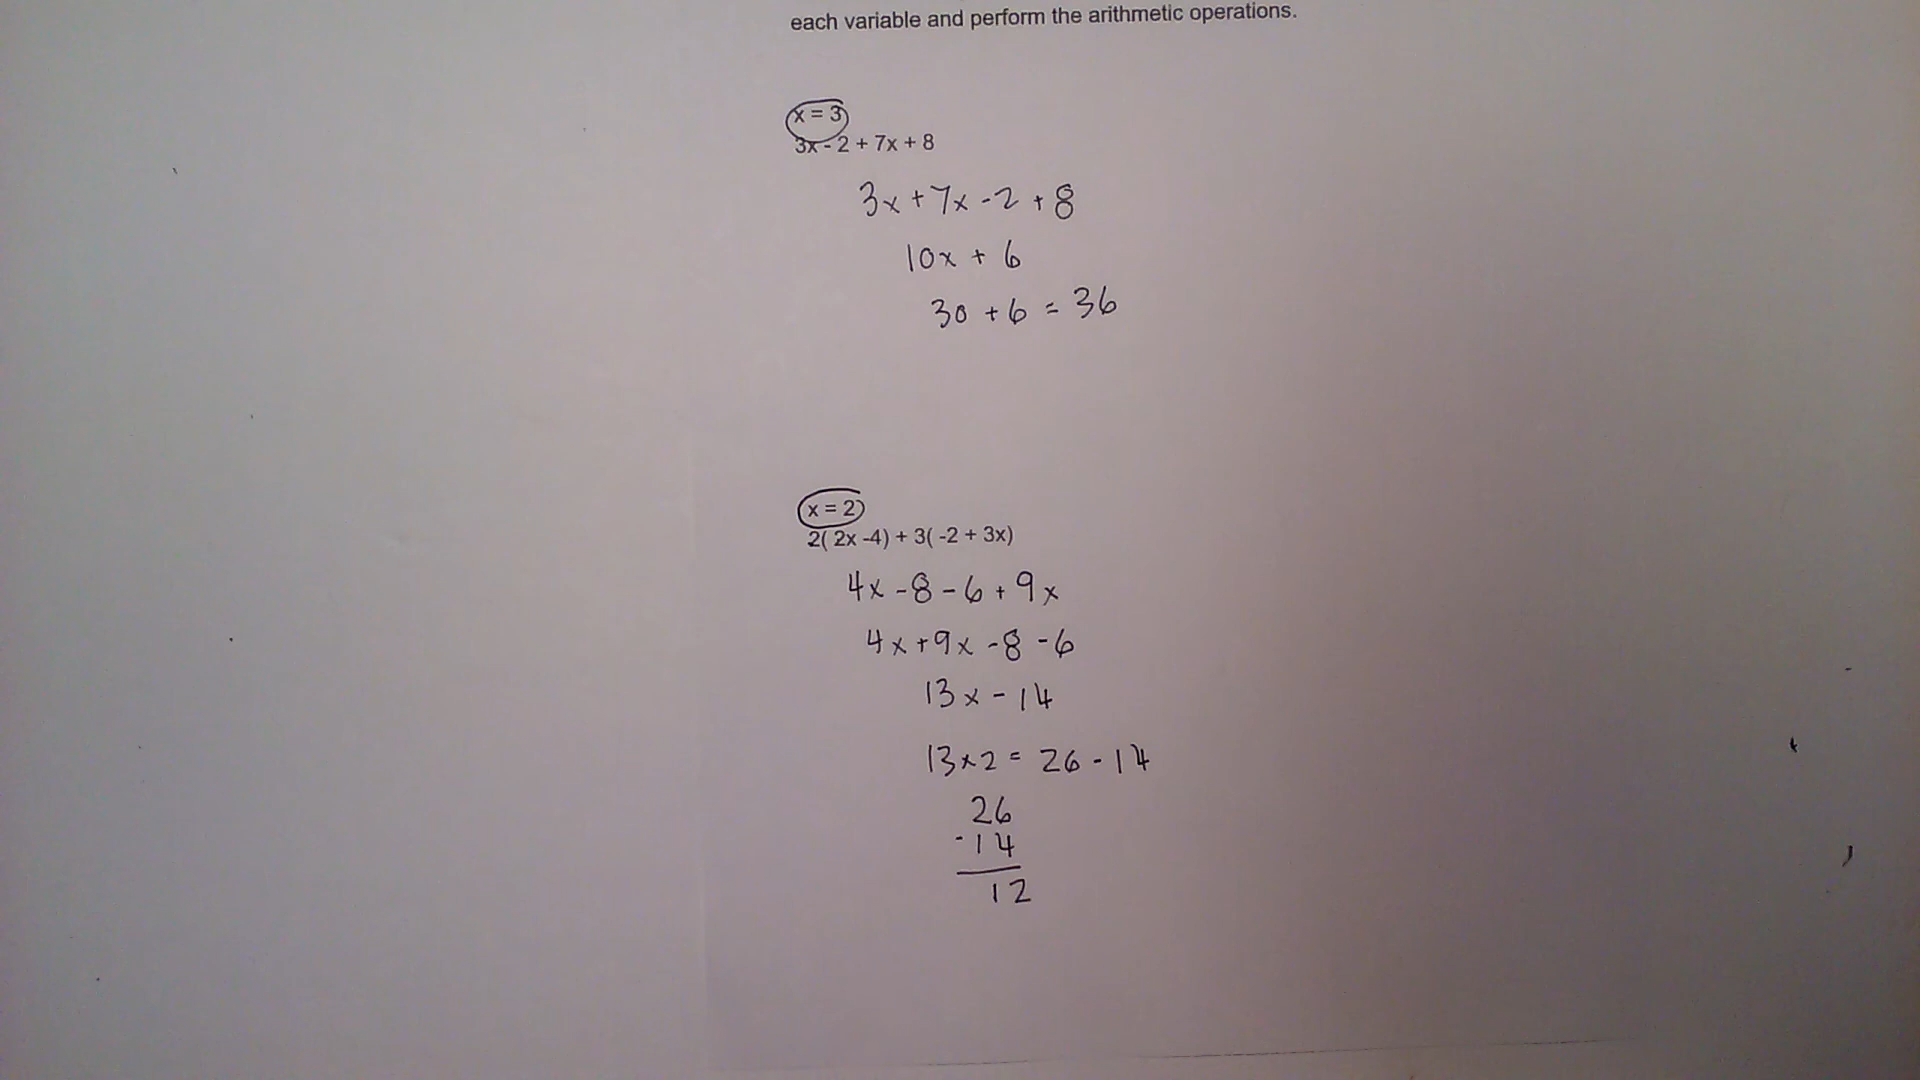 each variable and perform the arithmetic operations.
x = 3
3x - 2 + 7x + 8
3x + 7x - 2 + 8
10x + 6
30 + 6 = 36
x = 2
2( 2x -4) + 3( -2 + 3x)
4x - 8 - 6 + 9x
4x + 9x - 8 - 6
13x - 14
13 x 2 = 26 - 14
26
- 14
12